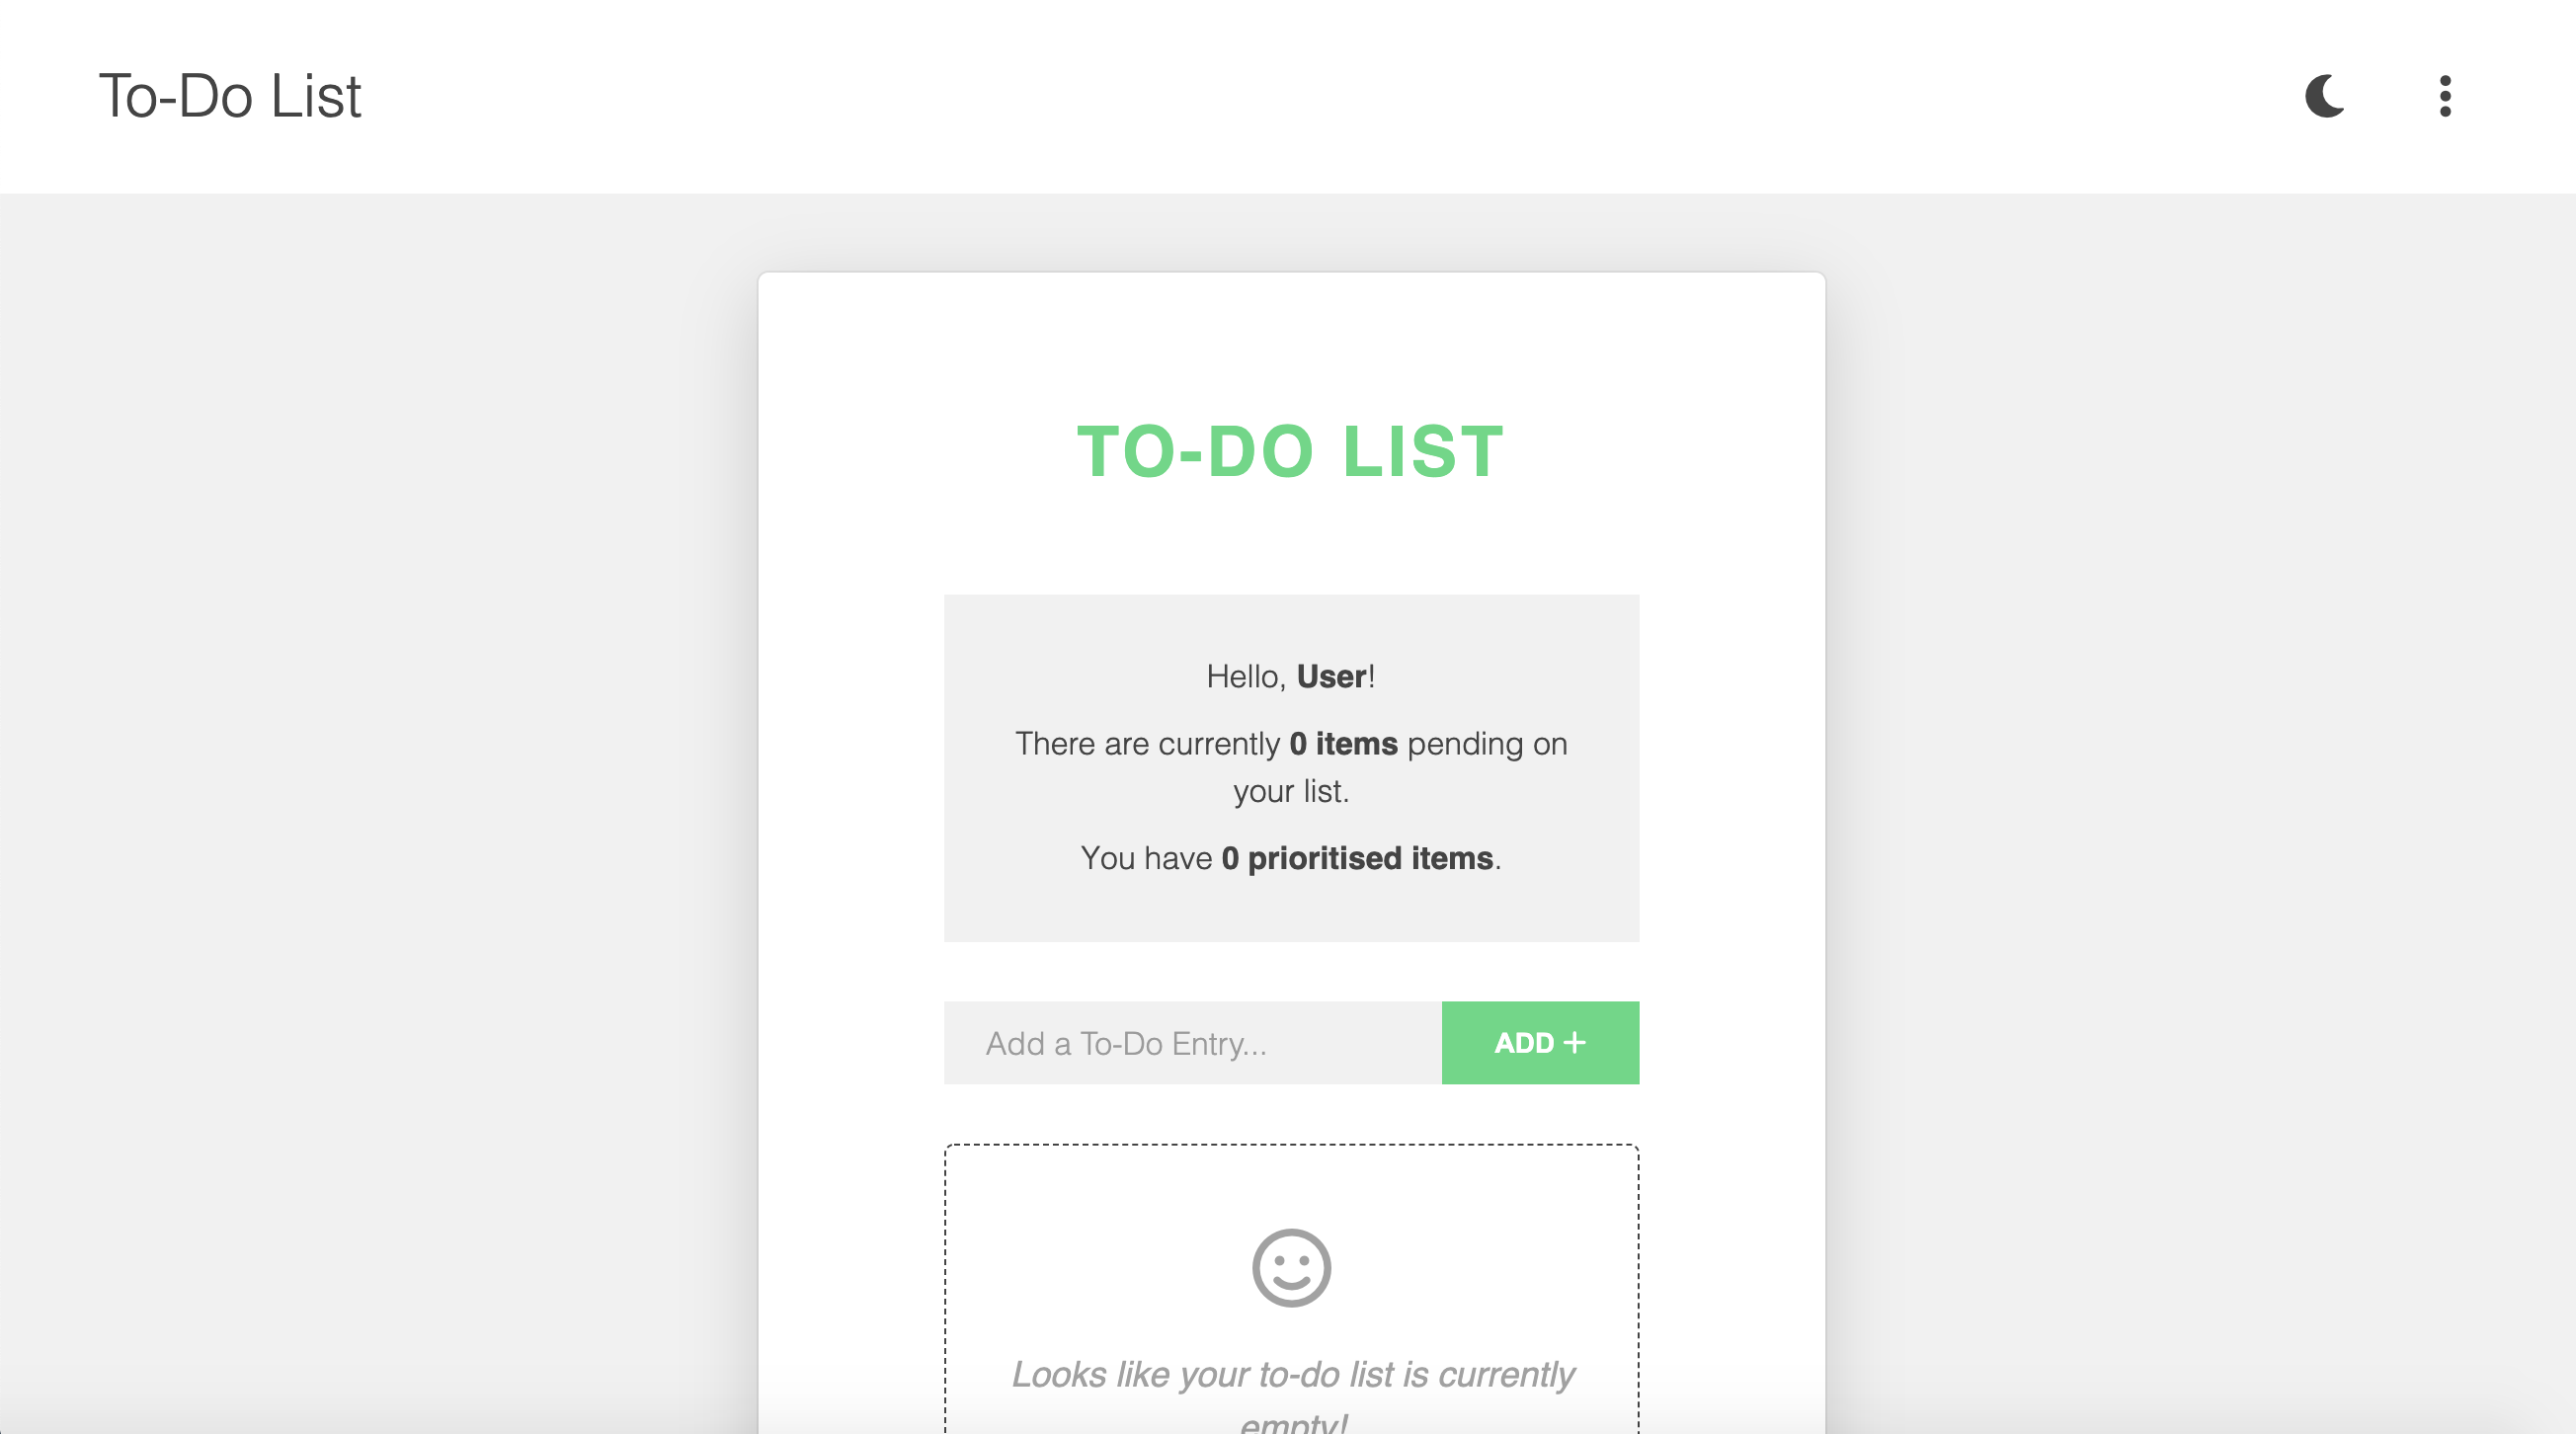 To-Do List
TO-DO LIST
Hello, User!
There are currently 0 items pending on
your list.
You have 0 prioritised items.
Add a To-Do Entry...
ADD +
Looks like your to-do list is currently
empty!